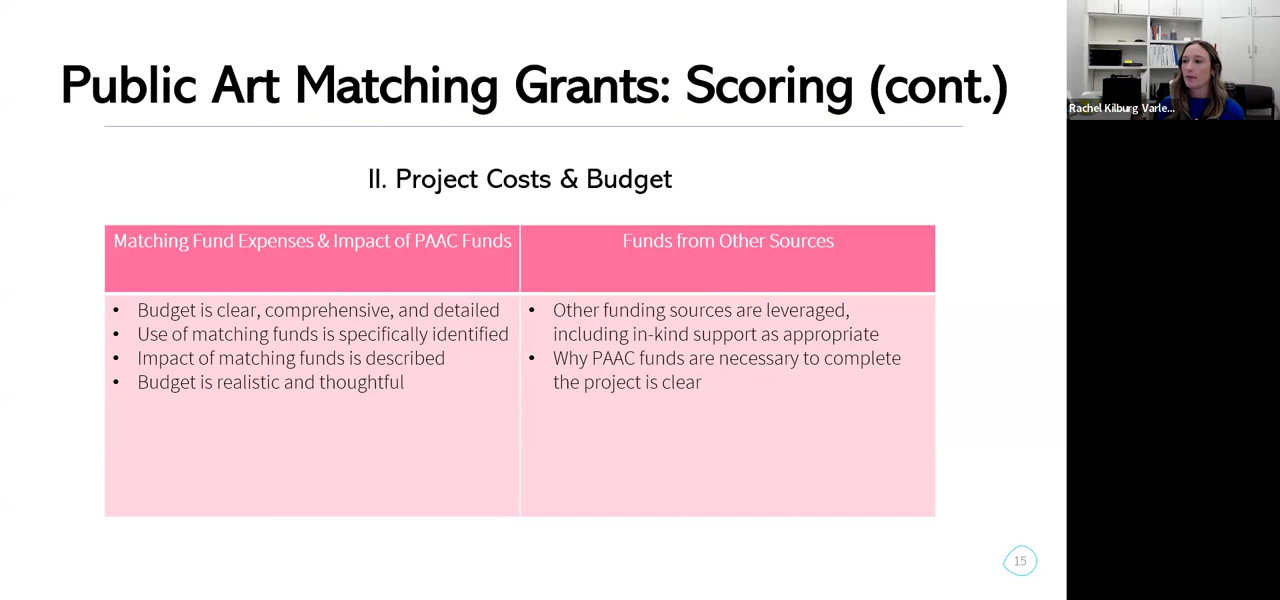 Public Art Matching Grants: Scoring (cont.)
II. Project Costs & Budget
Matching Fund Expenses & Impact of PAAC Funds
• Budget is clear, comprehensive, and detailed
• Use of matching funds is specifically identified
• Impact of matching funds is described
• Budget is realistic and thoughtful
Funds from Other Sources
• Other funding sources are leveraged,
including in-kind support as appropriate
• Why PAAC funds are necessary to complete
the project is clear
15
Rachel Kilburg Varle...